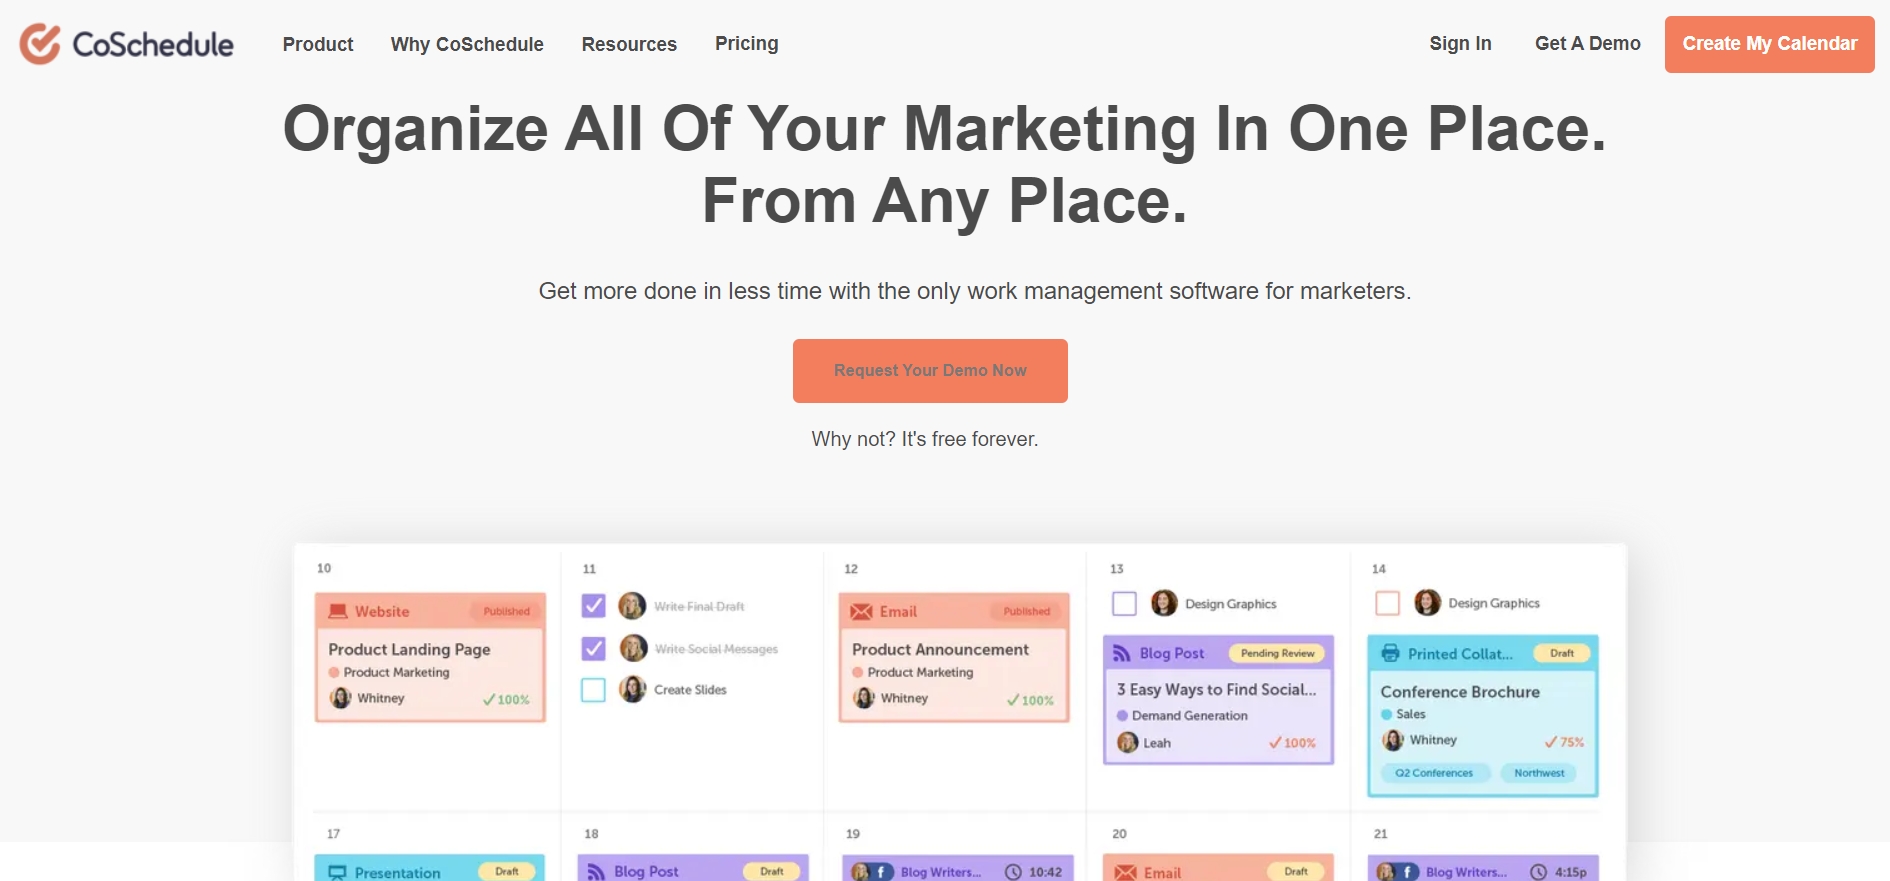 CoSchedule
Product
Why CoSchedule
Resources
Pricing
Sign In
Get A Demo
Create My Calendar
Organize All Of Your Marketing In One Place.
From Any Place.
Get more done in less time with the only work management software for marketers.
Request Your Demo Now
Why not? It's free forever.
10
Website
Published
Product Landing Page
Product Marketing
Whitney
100%
11
Write Final Draft
Write Social Messages
Create Slides
12
Email
Published
Product Announcement
Product Marketing
Whitney
100%
13
Design Graphics
Blog Post
Pending Review
3 Easy Ways to Find Social...
Demand Generation
Leah
100%
14
Design Graphics
Printed Collat...
Draft
Conference Brochure
Sales
Whitney
75%
Q2 Conferences
Northwest
17
Presentation
Draft
18
Blog Post
Draft
19
Blog Writers...
10:42
20
Email
Draft
21
Blog Writers...
4:15p